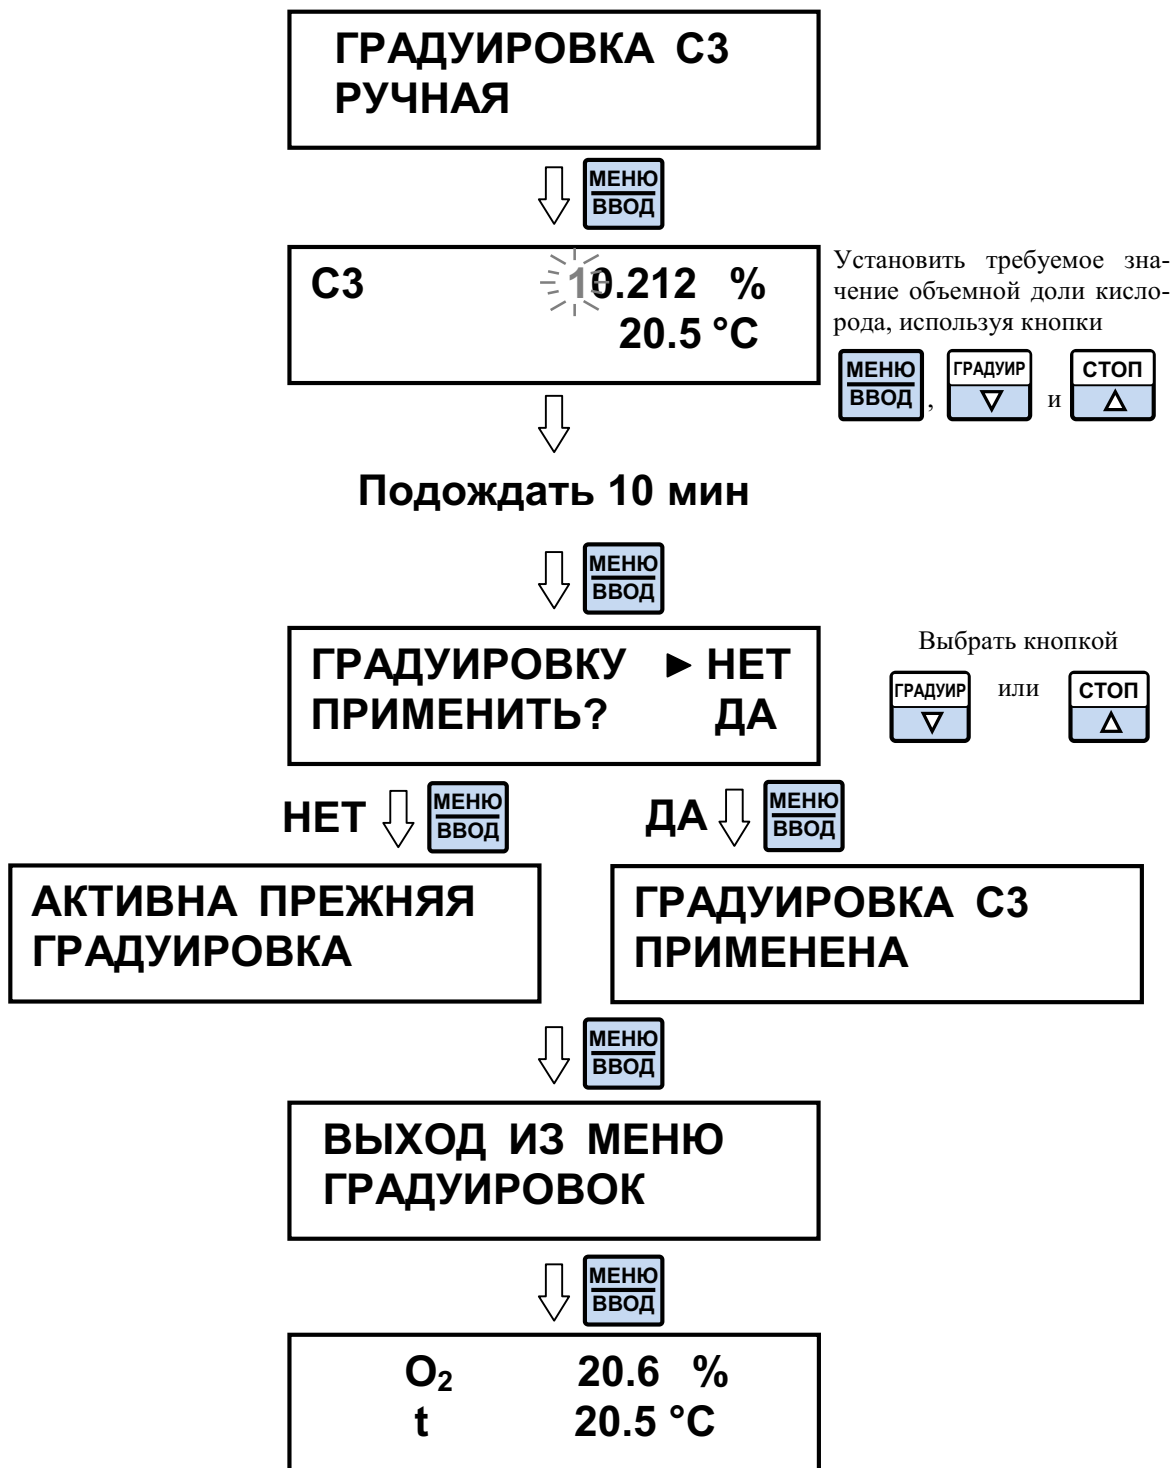 ГРАДУИРОВКА С3
РУЧНАЯ
МЕНЮ
ВВОД
С3 10.212 %
20.5 °С
Установить требуемое зна-
чение объемной доли кисло-
рода, используя кнопки
МЕНЮ
ВВОД
,
ГРАДУИР
и
СТОП
Подождать 10 мин
МЕНЮ
ВВОД
ГРАДУИРОВКУ ► НЕТ
ПРИМЕНИТЬ? ДА
Выбрать кнопкой
ГРАДУИР
или
СТОП
НЕТ
МЕНЮ
ВВОД
ДА
МЕНЮ
ВВОД
АКТИВНА ПРЕЖНЯЯ
ГРАДУИРОВКА
ГРАДУИРОВКА С3
ПРИМЕНЕНА
МЕНЮ
ВВОД
ВЫХОД ИЗ МЕНЮ
ГРАДУИРОВОК
МЕНЮ
ВВОД
O₂ 20.6 %
t 20.5 °С